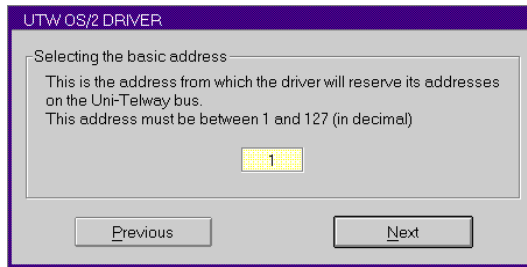 UTW OS/2 DRIVER
Selecting the basic address
This is the address from which the driver will reserve its addresses
on the Uni-Telway bus.
This address must be between 1 and 127 (in decimal)
1
Previous
Next